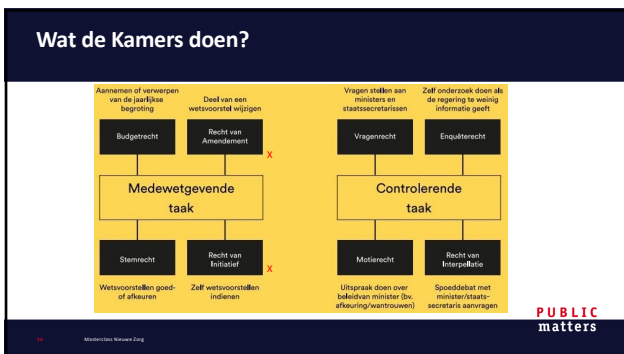 Wat de Kamers doen?
Aannemen of verwerpen
van de jaarlijkse
begroting
Deel van een
wetsvoorstel wijzigen
Vragen stellen aan
ministers en
staatssecretarissen
Zelf onderzoek doen als
de regering te weinig
informatie geeft
Budgetrecht
Recht van
Amendement
X
Vragenrecht
Enquêterecht
Medewetgevende
taak
Controlerende
taak
Stemrecht
Recht van
Initiatief
X
Motierecht
Recht van
Interpellatie
Wetsvoorstellen goed-
of afkeuren
Zelf wetsvoorstellen
indienen
Uitspraak doen over
beleidvan minister (bv.
afkeuring/wantrouwen)
Spoeddebat met
minister/staats-
secretaris aanvragen
PUBLIC
matters
Masterclass Nieuwe Zorg